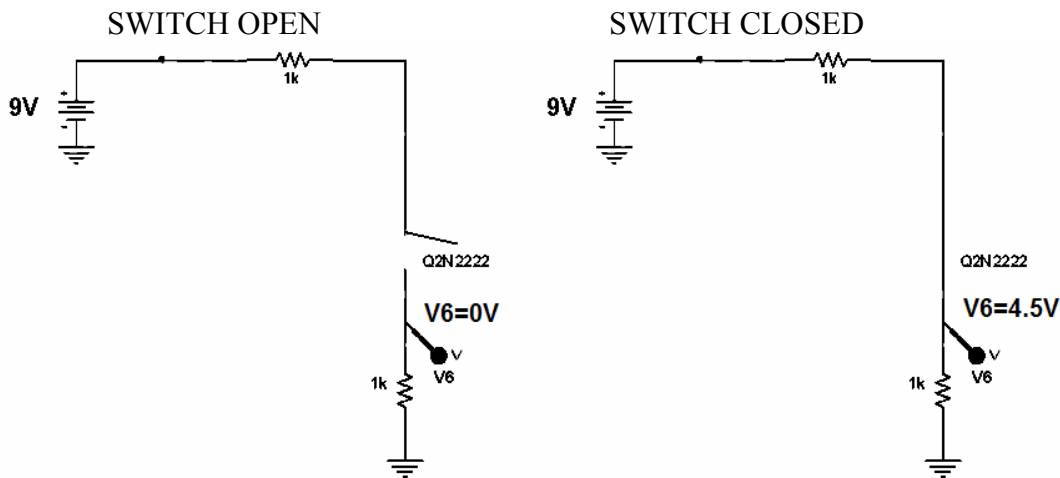 SWITCH OPEN
1k
9V
+
-
Q2N2222
V6=0V
V
V6
1k
SWITCH CLOSED
1k
9V
+
-
Q2N2222
V6=4.5V
V
V6
1k